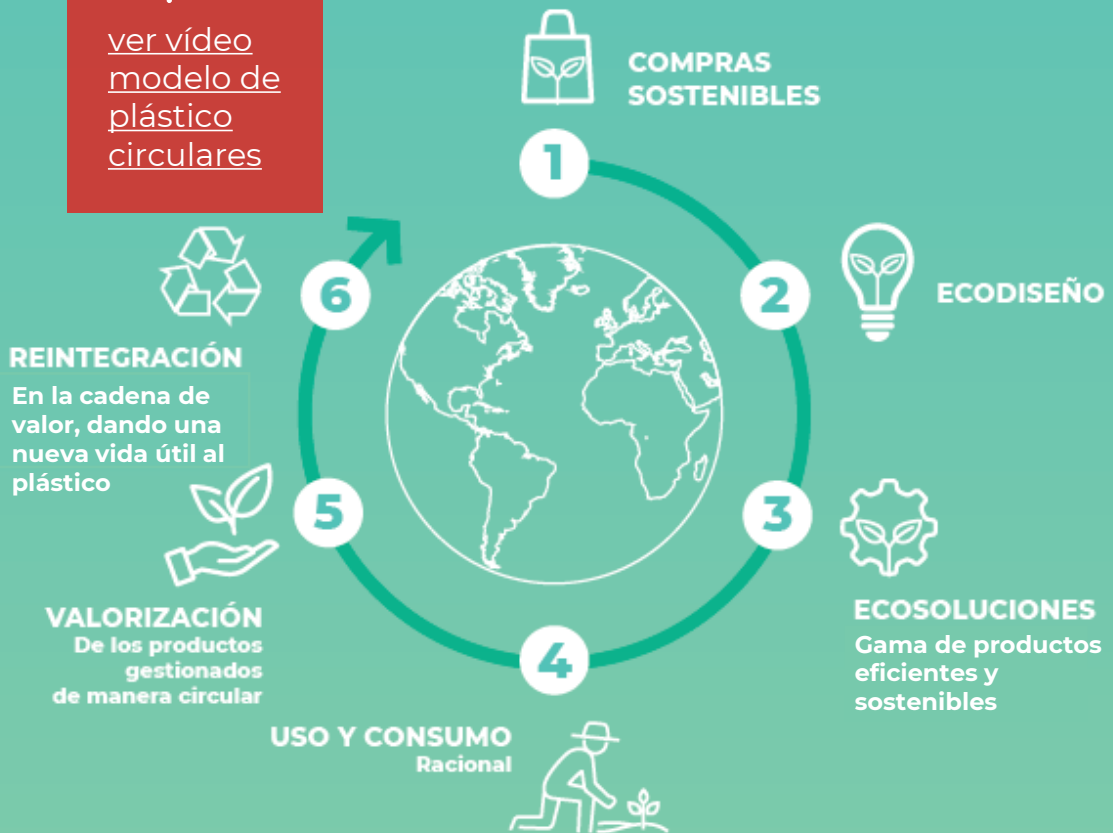 ver vídeo
modelo de
plástico
circulares
COMPRAS
SOSTENIBLES
1
2
ECODISEÑO
3
ECOSOLUCIONES
Gama de productos
eficientes y
sostenibles
4
USO Y CONSUMO
Racional
5
VALORIZACIÓN
De los productos
gestionados
de manera circular
6
REINTEGRACIÓN
En la cadena de
valor, dando una
nueva vida útil al
plástico